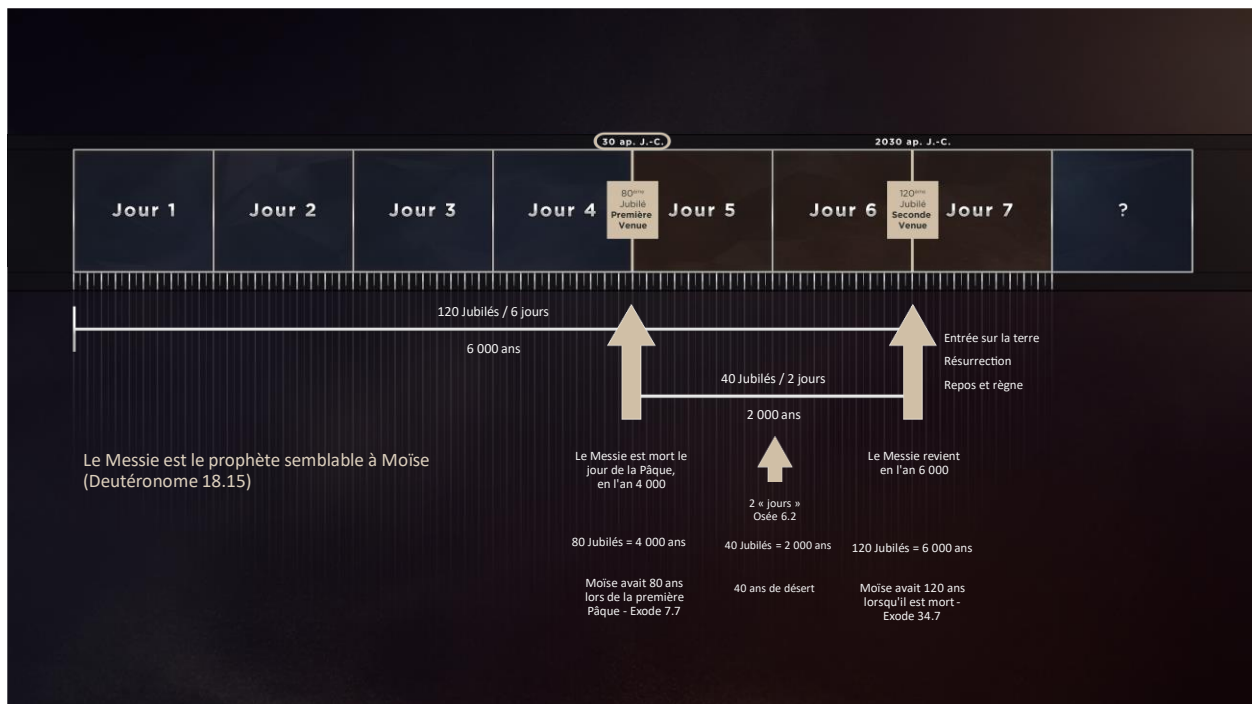 30 ap. J.-C.
2030 ap. J.-C.
Jour 1
Jour 2
Jour 3
Jour 4
80ème
Jubilé
Première
Venue
Jour 5
Jour 6
120ème
Jubilé
Seconde
Venue
Jour 7
?
120 Jubilés / 6 jours
6 000 ans
Entrée sur la terre
Résurrection
Repos et règne
40 Jubilés / 2 jours
2 000 ans
Le Messie est le prophète semblable à Moïse
(Deutéronome 18.15)
Le Messie est mort le
jour de la Pâque,
en l'an 4 000
2 « jours »
Osée 6.2
Le Messie revient
en l'an 6 000
80 Jubilés = 4 000 ans
40 Jubilés = 2 000 ans
120 Jubilés = 6 000 ans
Moïse avait 80 ans
lors de la première
Pâque - Exode 7.7
40 ans de désert
Moïse avait 120 ans
lorsqu'il est mort -
Exode 34.7